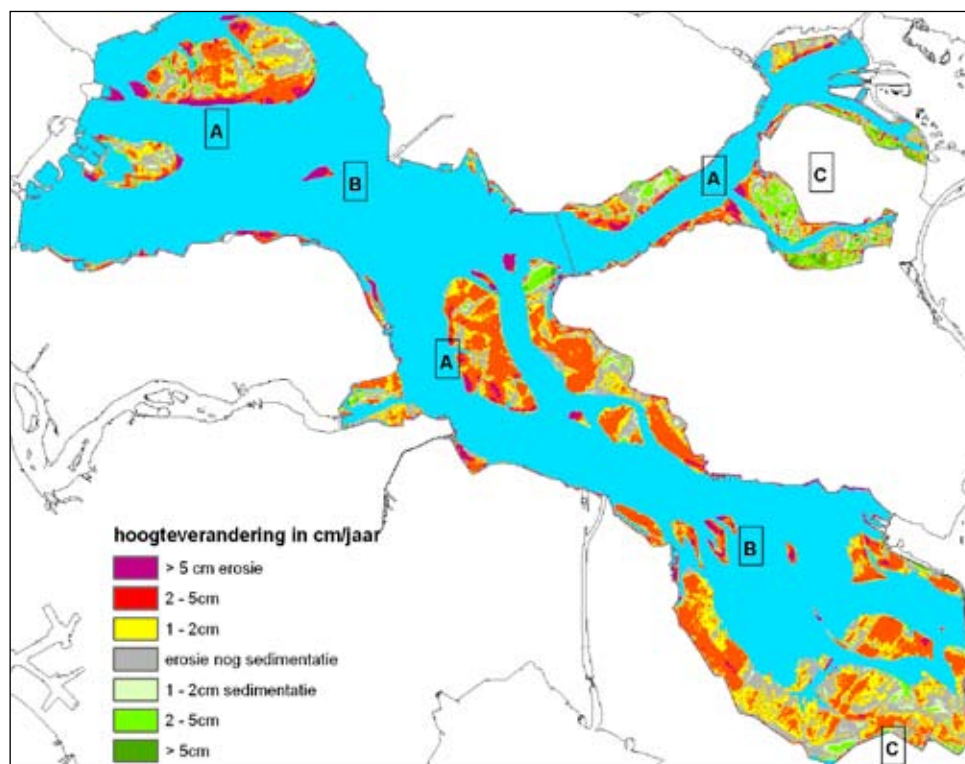 A
B
A
C
A
B
C
hoogteverandering in cm/jaar
> 5 cm erosie
2 - 5cm
1 - 2cm
erosie nog sedimentatie
1 - 2cm sedimentatie
2 - 5cm
> 5cm